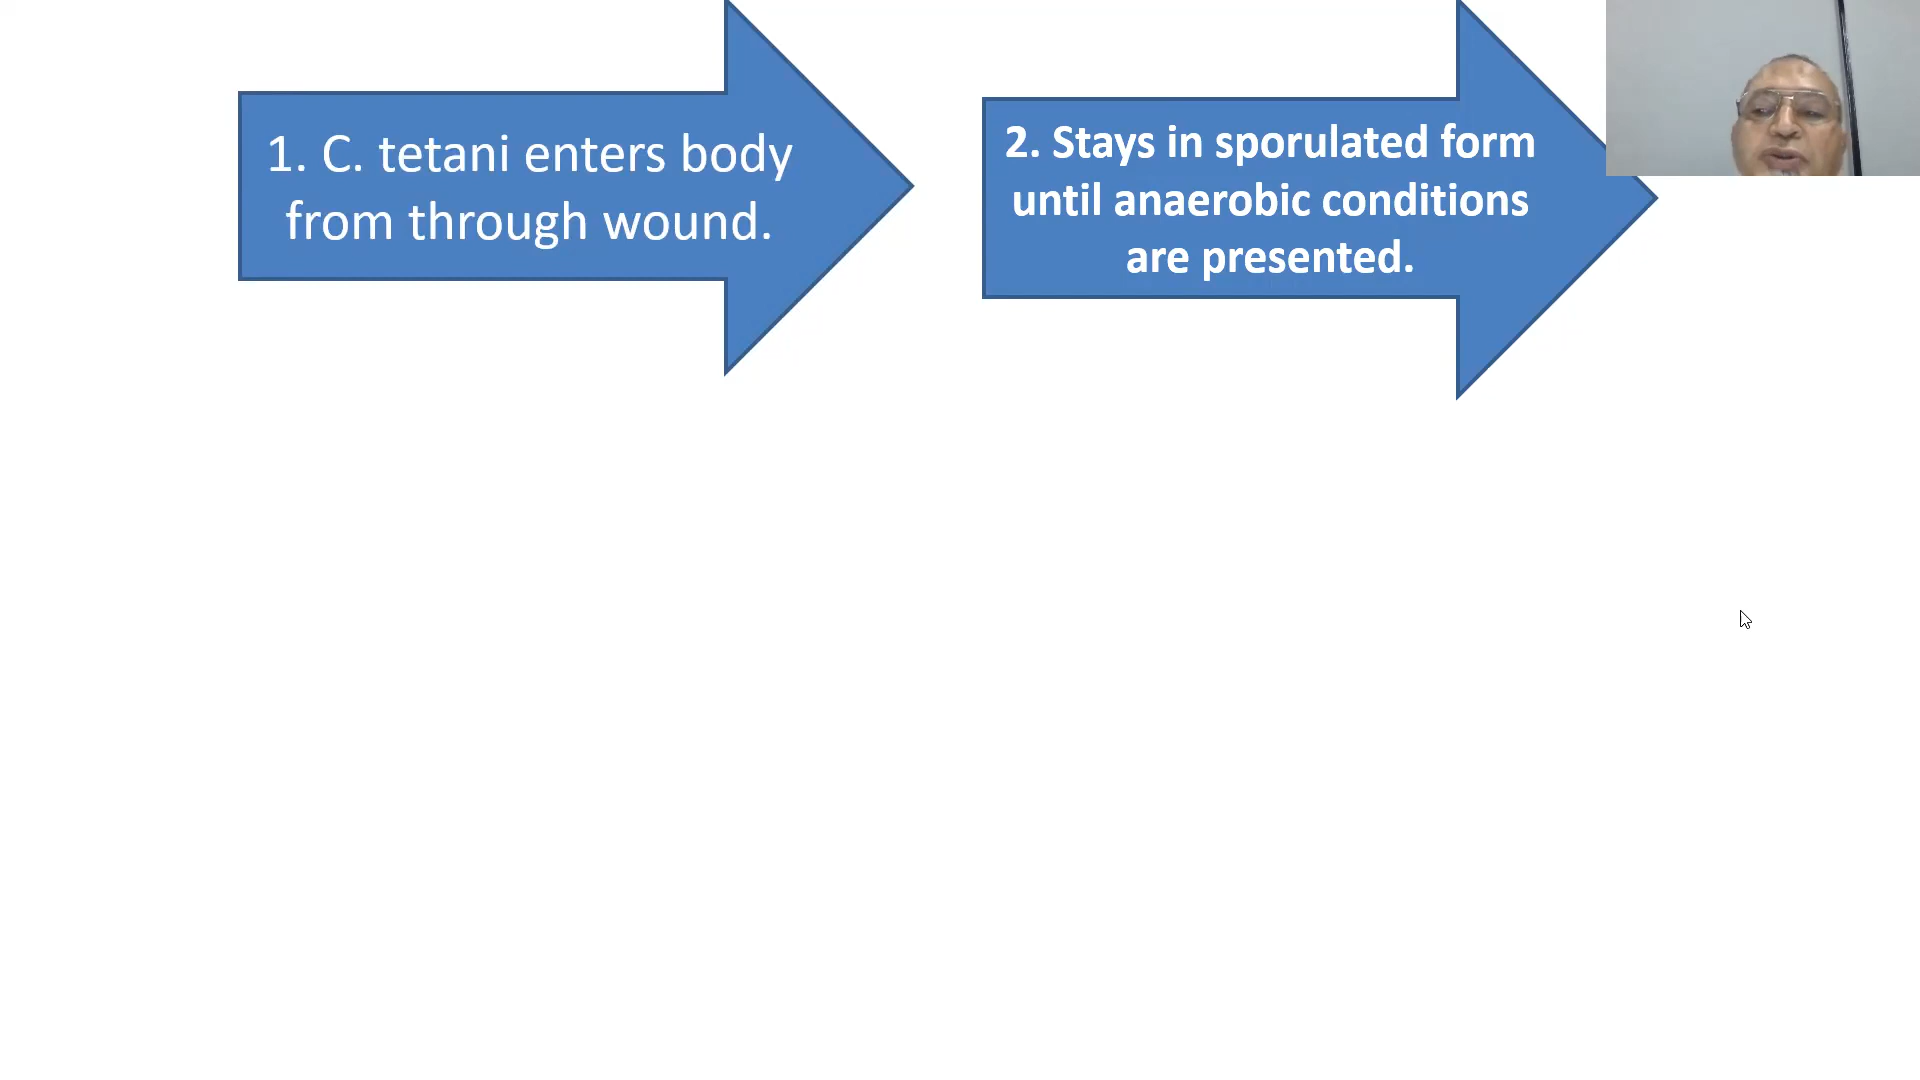 1. C. tetani enters body
from through wound.
2. Stays in sporulated form
until anaerobic conditions
are presented.